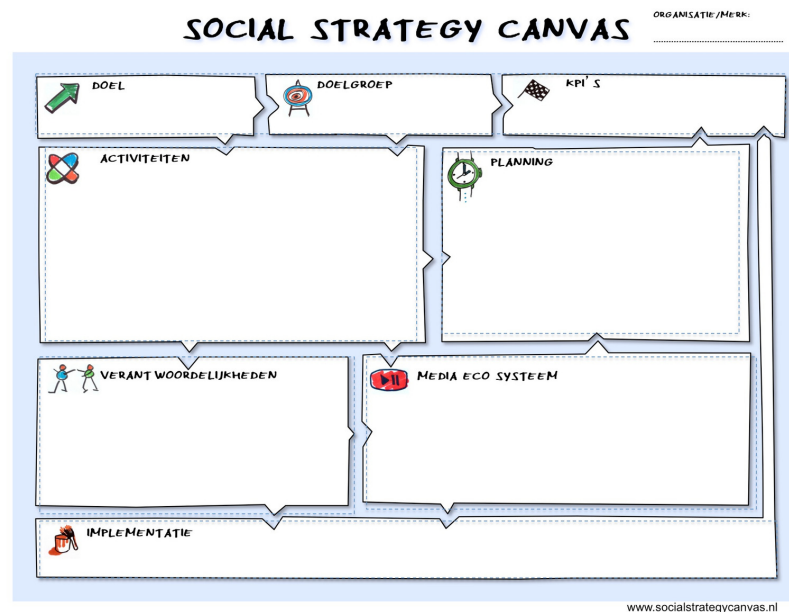 SOCIAL STRATEGY CANVAS
ORGANISATIE/MERK:
DOEL
DOELGROEP
KPI'S
ACTIVITEITEN
PLANNING
VERANTWOORDELIJKHEDEN
MEDIA ECO SYSTEEM
IMPLEMENTATIE
www.socialstrategycanvas.nl